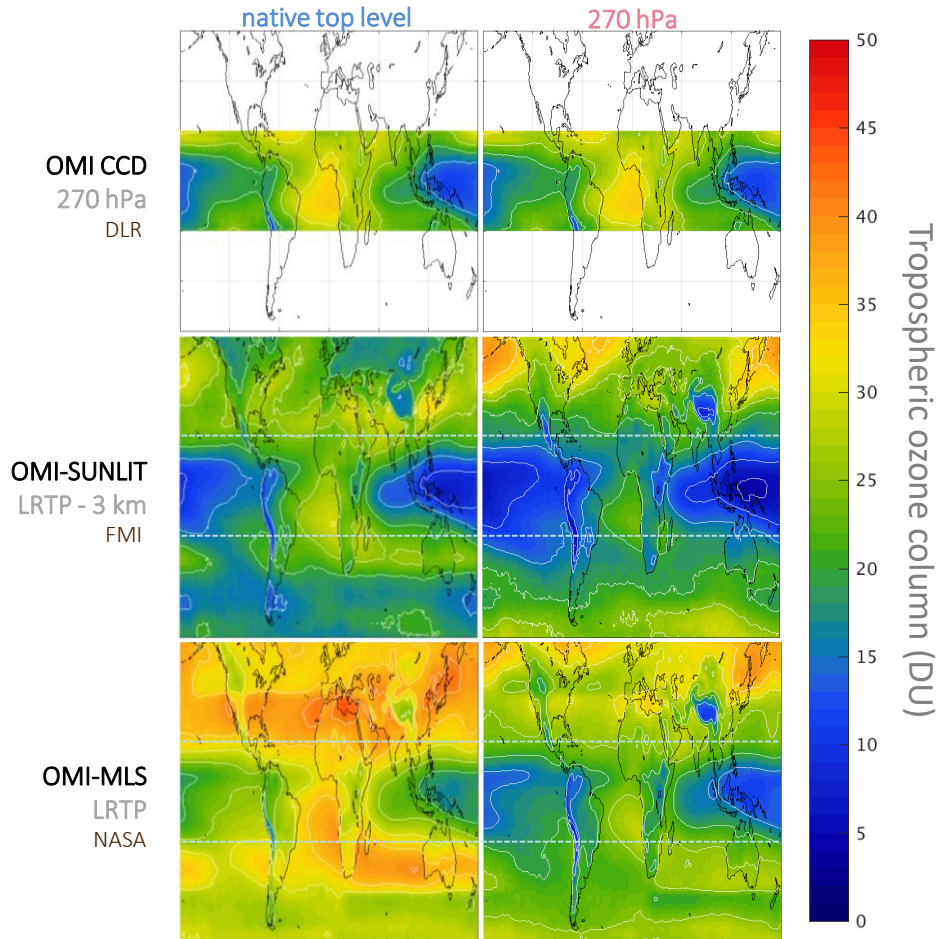 native top level
270 hPa
OMI CCD
270 hPa
DLR
OMI-SUNLIT
LRTP - 3 km
FMI
OMI-MLS
LRTP
NASA
50
45
40
35
30
25
20
15
10
5
0
Tropospheric ozone column (DU)